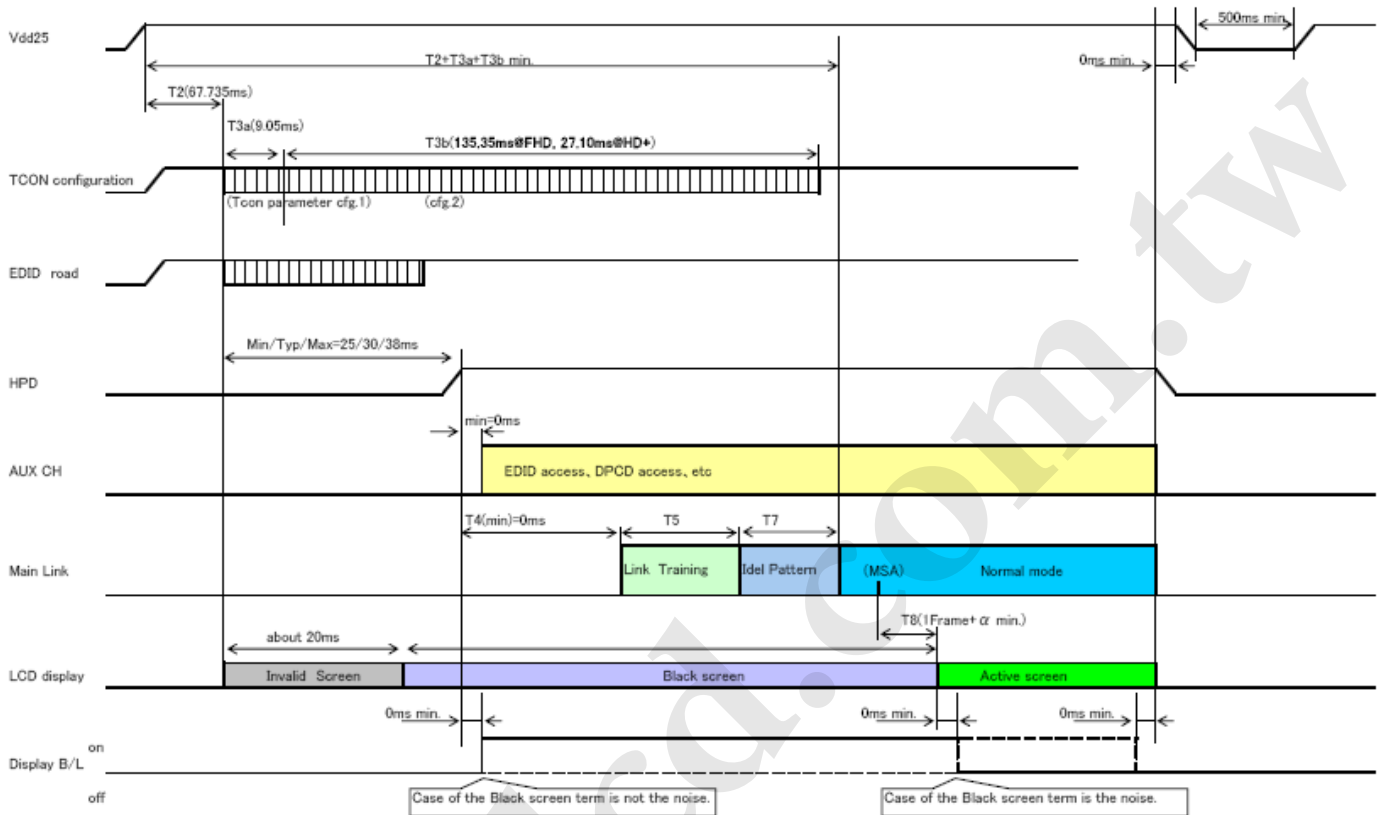 500ms min.
Vdd25
T2+T3a+T3b min.
0ms min.
T2(67.735ms)
T3a(9.05ms)
T3b(135,35ms@FHD, 27,10ms@HD+)
TCON configuration
(Tcon parameter cfg.1)
(cfg.2)
EDID road
Min/Typ/Max=25/30/38ms
HPD
min=0ms
AUX CH
EDID access、DPCD access、etc
T4(min)=0ms
T5
T7
Main Link
Link Training
Idel Pattern
(MSA)
Normal mode
T8(1Frame+α min.)
about 20ms
LCD display
Invalid Screen
Black screen
Active screen
0ms min.
0ms min.
0ms min.
on
Display B/L
off
Case of the Black screen term is not the noise.
Case of the Black screen term is the noise.
lcd.com.tw